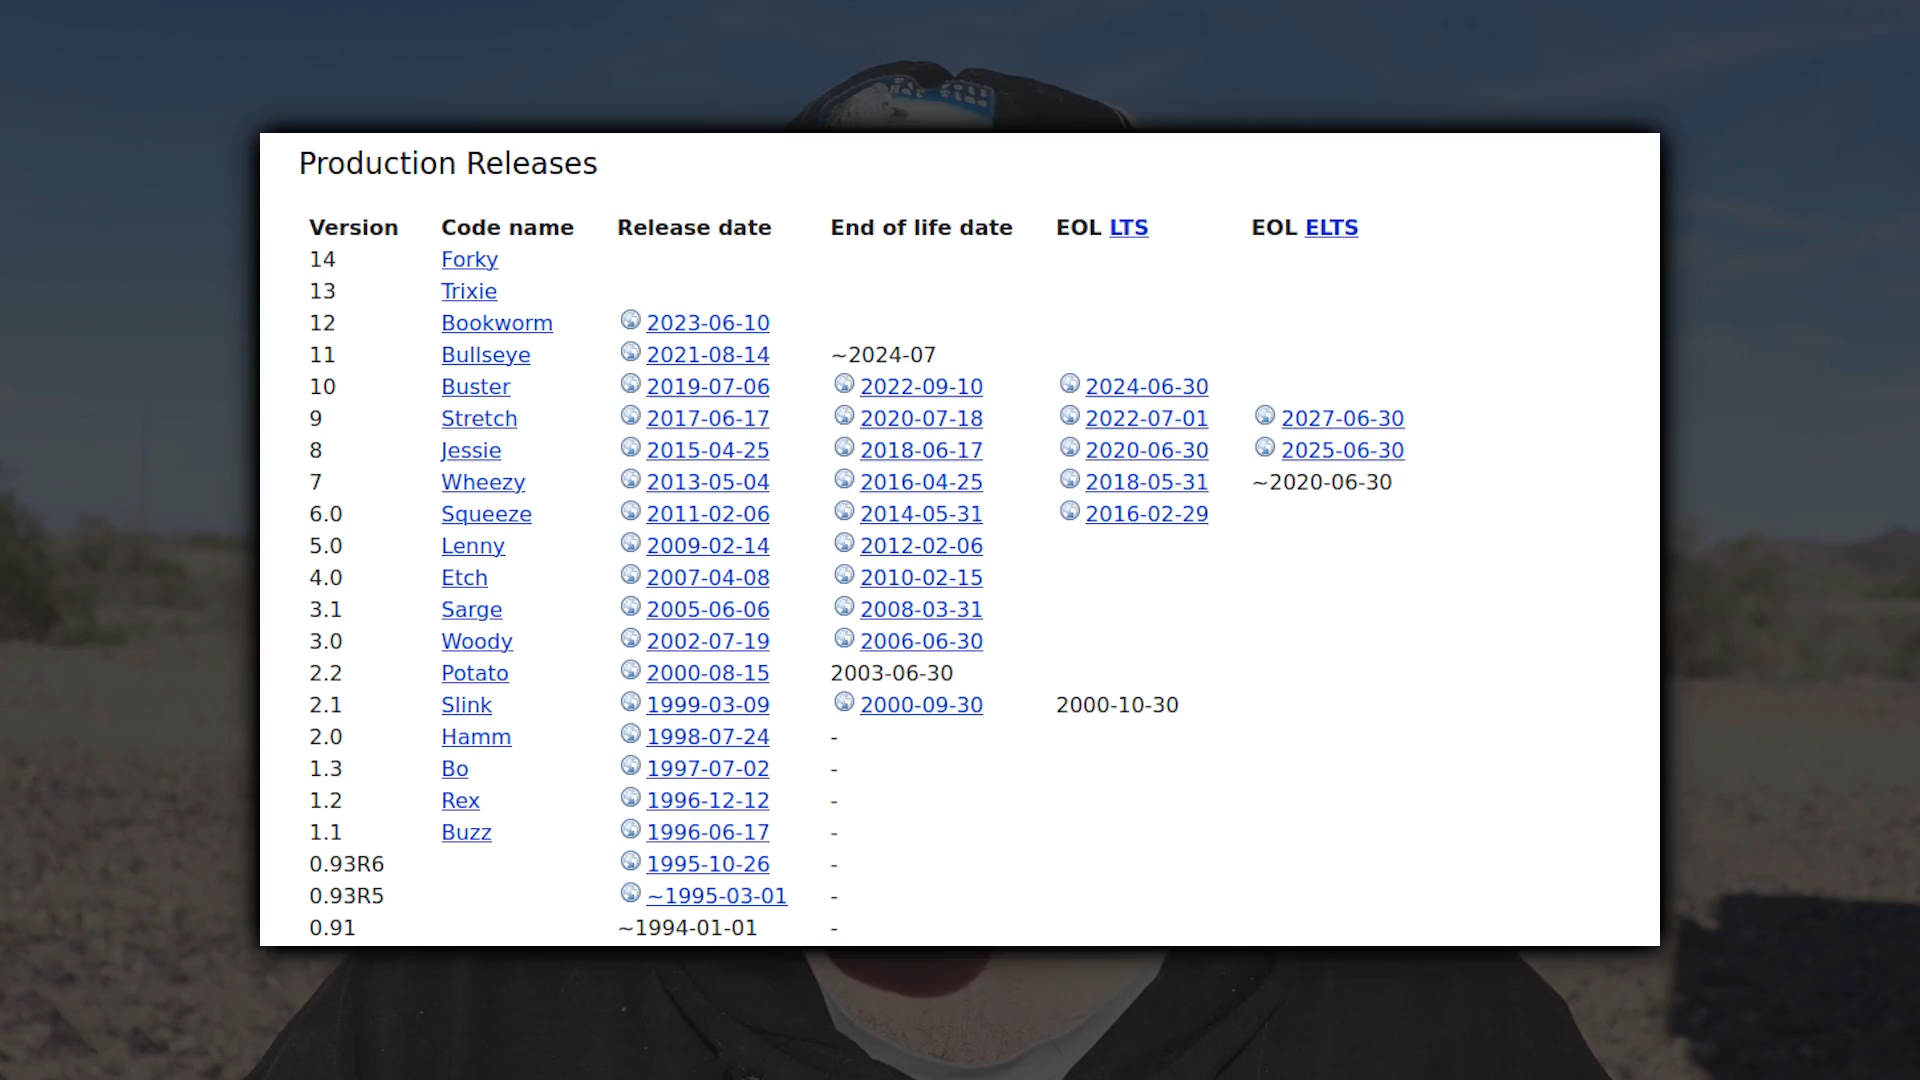 Production Releases
Version Code name Release date End of life date EOL LTS EOL ELTS
14 Forky
13 Trixie
12 Bookworm 2023-06-10
11 Bullseye 2021-08-14 ~2024-07
10 Buster 2019-07-06 2022-09-10 2024-06-30
9 Stretch 2017-06-17 2020-07-18 2022-07-01 2027-06-30
8 Jessie 2015-04-25 2018-06-17 2020-06-30 2025-06-30
7 Wheezy 2013-05-04 2016-04-25 2018-05-31 ~2020-06-30
6.0 Squeeze 2011-02-06 2014-05-31 2016-02-29
5.0 Lenny 2009-02-14 2012-02-06
4.0 Etch 2007-04-08 2010-02-15
3.1 Sarge 2005-06-06 2008-03-31
3.0 Woody 2002-07-19 2006-06-30
2.2 Potato 2000-08-15 2003-06-30
2.1 Slink 1999-03-09 2000-09-30 2000-10-30
2.0 Hamm 1998-07-24 -
1.3 Bo 1997-07-02 -
1.2 Rex 1996-12-12 -
1.1 Buzz 1996-06-17 -
0.93R6 1995-10-26 -
0.93R5 ~1995-03-01 -
0.91 ~1994-01-01 -